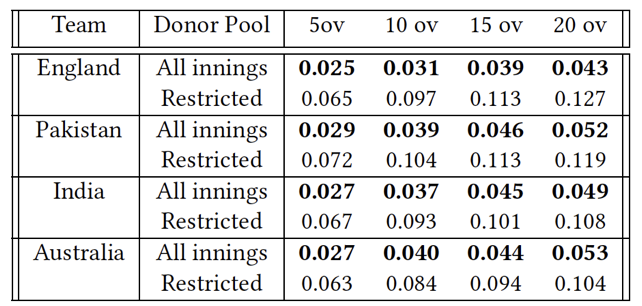 Team Donor Pool 5ov 10 ov 15 ov 20 ov
England All innings 0.025 0.031 0.039 0.043
Restricted 0.065 0.097 0.113 0.127
Pakistan All innings 0.029 0.039 0.046 0.052
Restricted 0.072 0.104 0.113 0.119
India All innings 0.027 0.037 0.045 0.049
Restricted 0.067 0.093 0.101 0.108
Australia All innings 0.027 0.040 0.044 0.053
Restricted 0.063 0.084 0.094 0.104